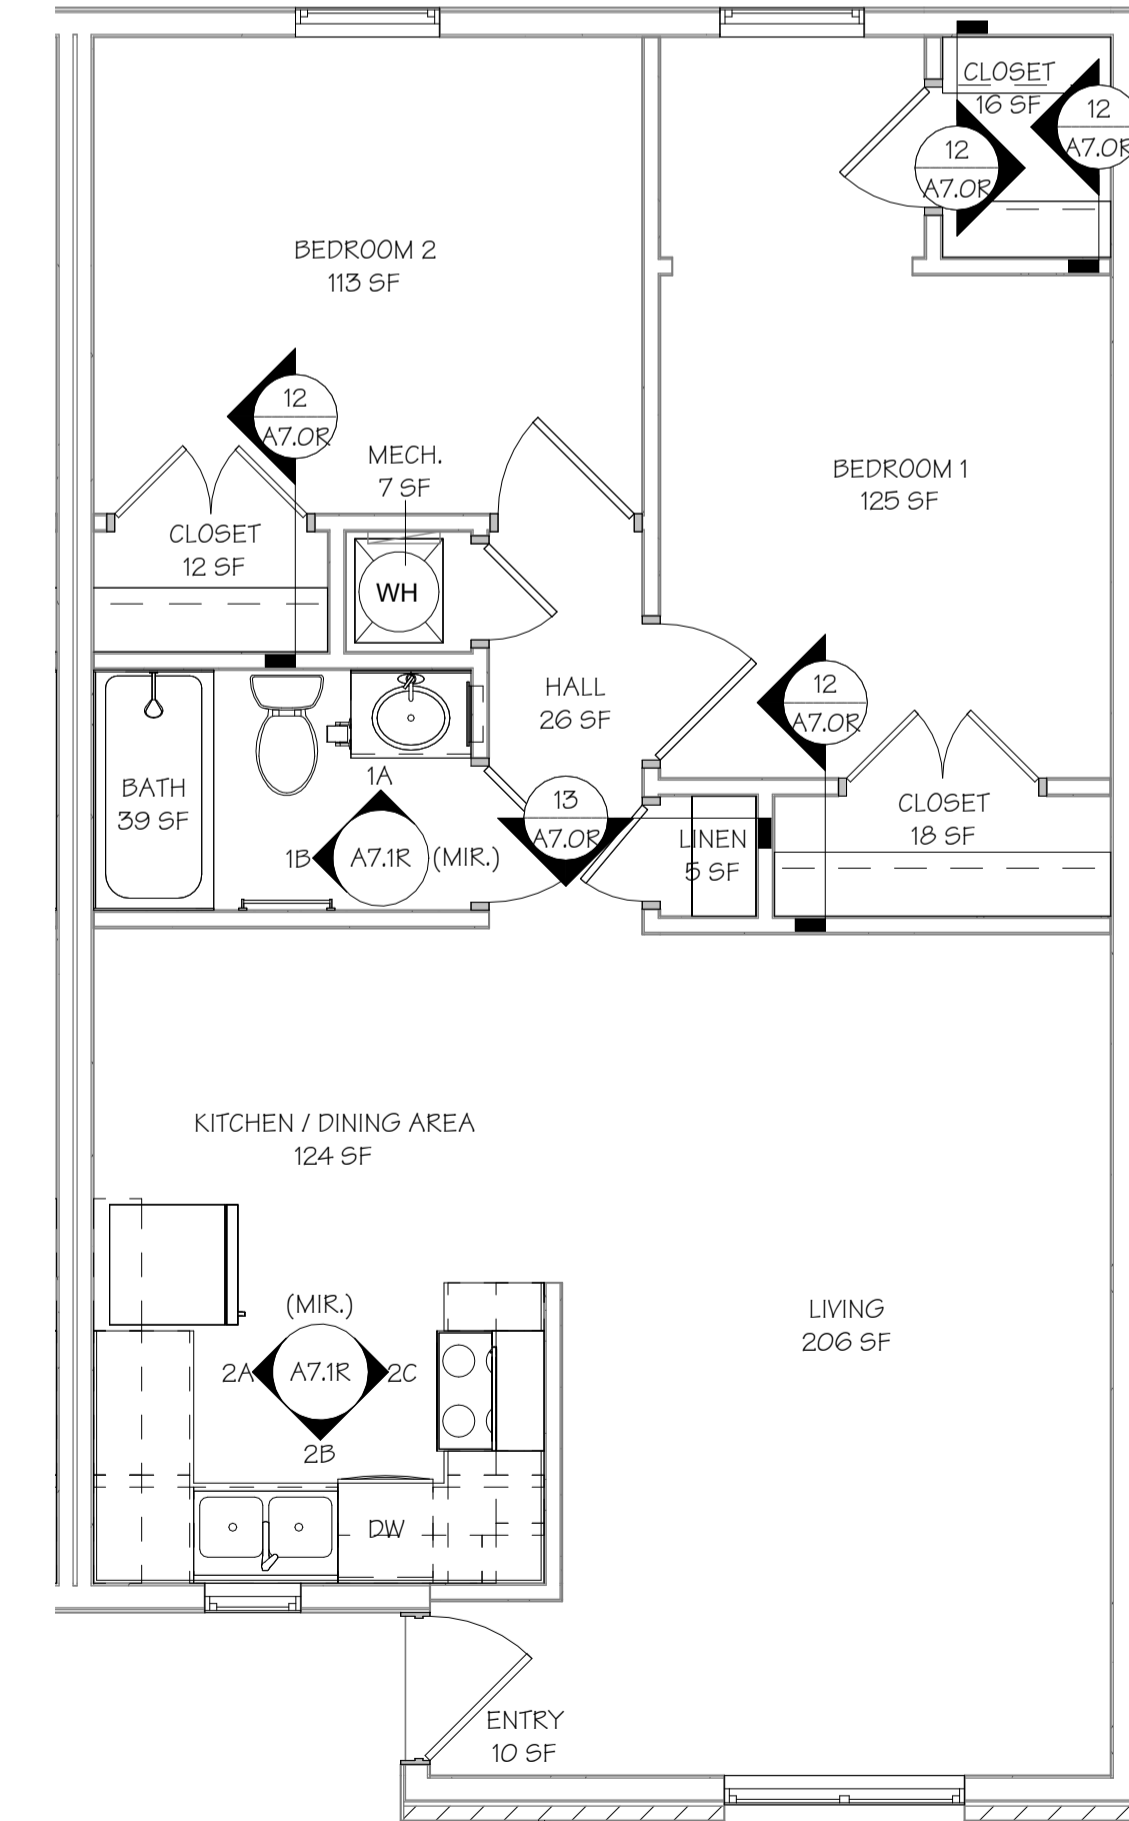 CLOSET
16 SF
12
A7.0R
12
A7.0R
BEDROOM 2
113 SF
12
A7.0R
MECH.
7 SF
BEDROOM 1
125 SF
CLOSET
12 SF
WH
HALL
26 SF
12
A7.0R
BATH
39 SF
1A
1B
A7.1R
(MIR.)
13
A7.0R
LINEN
5 SF
CLOSET
18 SF
KITCHEN / DINING AREA
124 SF
(MIR.)
2A
A7.1R
2C
2B
LIVING
206 SF
DW
ENTRY
10 SF